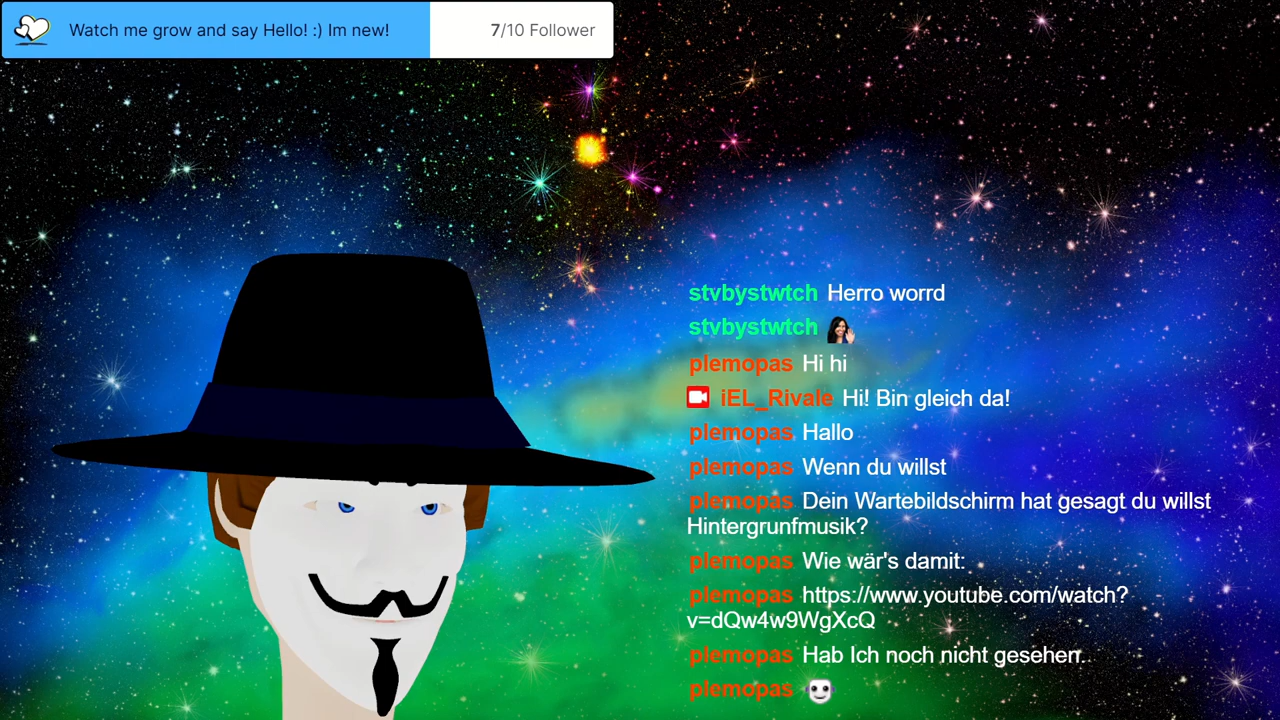 Watch me grow and say Hello! :) Im new!
7/10 Follower
stvbystwtch Herro worrd
stvbystwtch
plemopas Hi hi
iEL_Rivale Hi! Bin gleich da!
plemopas Hallo
plemopas Wenn du willst
plemopas Dein Wartebildschirm hat gesagt du willst
Hintergrunfmusik?
plemopas Wie wär's damit:
plemopas https://www.youtube.com/watch?
v=dQw4w9WgXcQ
plemopas Hab Ich noch nicht gesehen..
plemopas